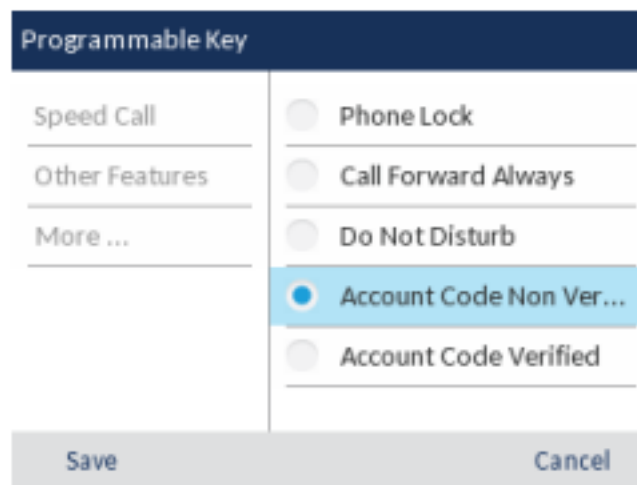 Programmable Key
Speed Call
Other Features
More ...
Phone Lock
Call Forward Always
Do Not Disturb
Account Code Non Ver...
Account Code Verified
Save
Cancel